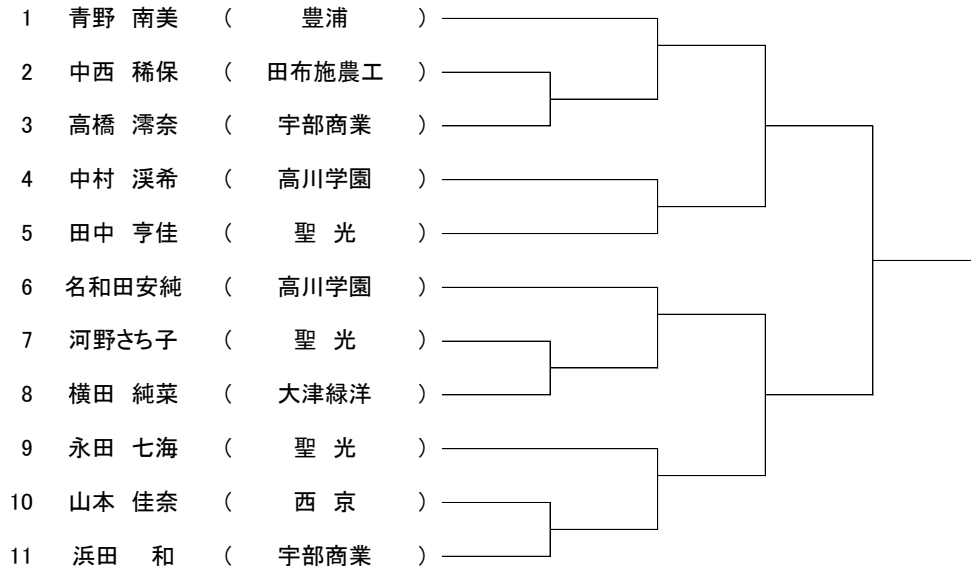 1 青野 南美 ( 豊浦 )
2 中西 稀保 ( 田布施農工 )
3 高橋 澪奈 ( 宇部商業 )
4 中村 渓希 ( 高川学園 )
5 田中 亨佳 ( 聖 光 )
6 名和田安純 ( 高川学園 )
7 河野さち子 ( 聖 光 )
8 横田 純菜 ( 大津緑洋 )
9 永田 七海 ( 聖 光 )
10 山本 佳奈 ( 西 京 )
11 浜田 和 ( 宇部商業 )